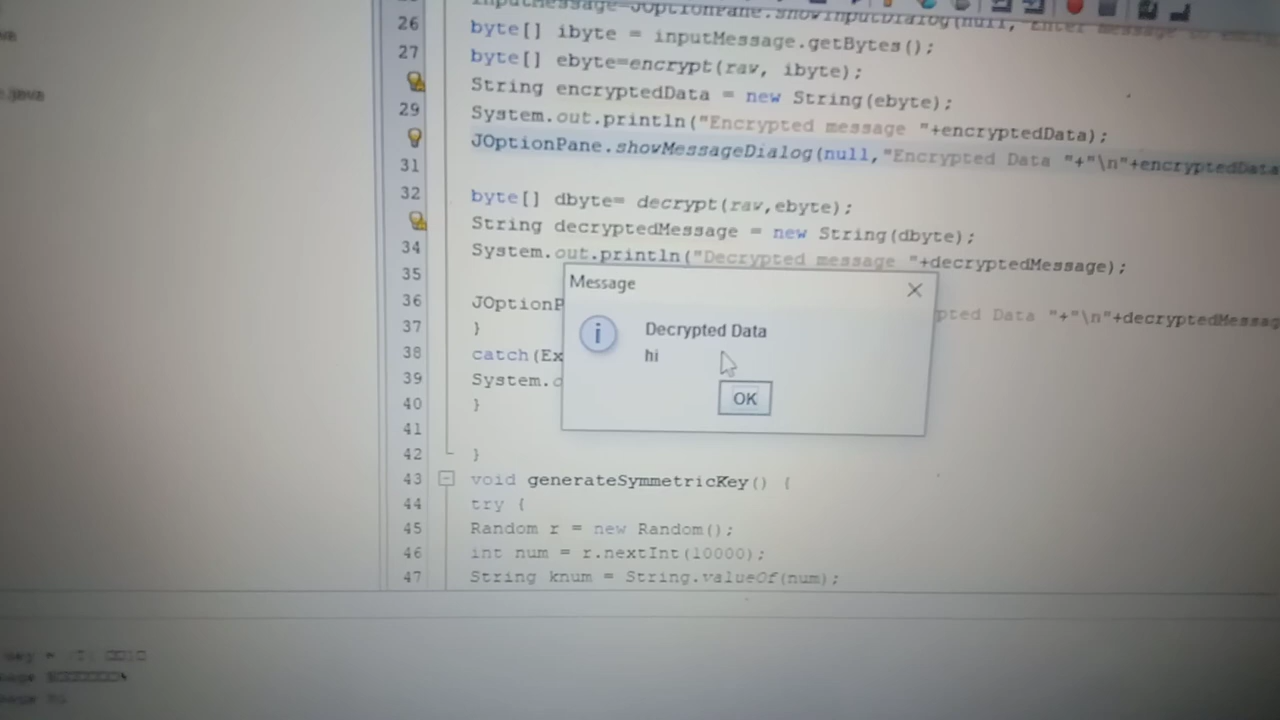 26
byte[] ibyte = inputMessage.getBytes();
27
byte[] ebyte=encrypt(raw, ibyte);
String encryptedData = new String(ebyte);
29
System.out.println("Encrypted message "+encryptedData);
JOptionPane.showMessageDialog(null,"Encrypted Data "+"\n"+encryptedData
31
32
byte[] dbyte= decrypt(raw,ebyte);
String decryptedMessage = new String(dbyte);
34
System.out.println("Decrypted message "+decryptedMessage);
35
36
JOptionP
pted Data "+"\n"+decryptedMessag
37
}
38
catch(Ex
39
System.o
40
}
41
42
}
43
void generateSymmetricKey() {
44
try {
45
Random r = new Random();
46
int num = r.nextInt(10000);
47
String knum = String.valueOf(num);
Message
Decrypted Data
hi
OK